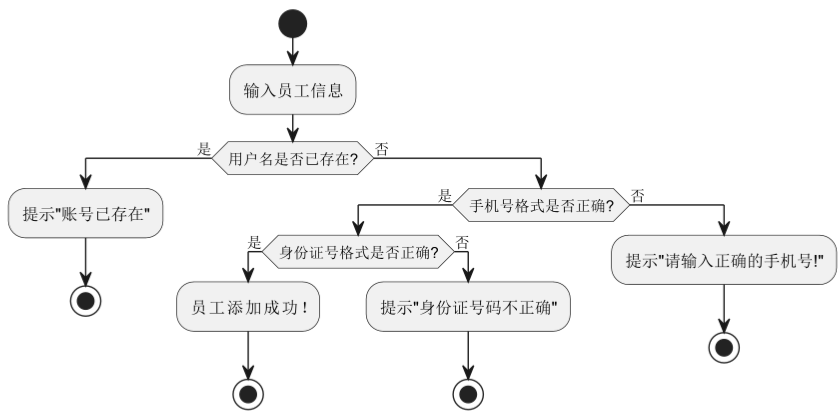 输入员工信息
是
用户名是否已存在?
否
提示"账号已存在"
是
手机号格式是否正确?
否
是
身份证号格式是否正确?
否
提示"请输入正确的手机号!"
员工添加成功！
提示"身份证号码不正确"